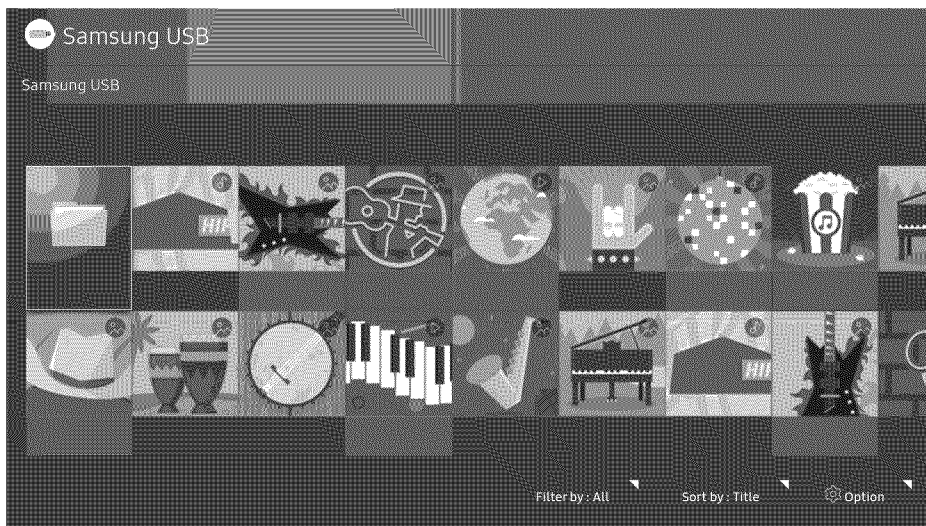 Samsung USB
Samsung USB
Filter by : All
Sort by : Title
Option